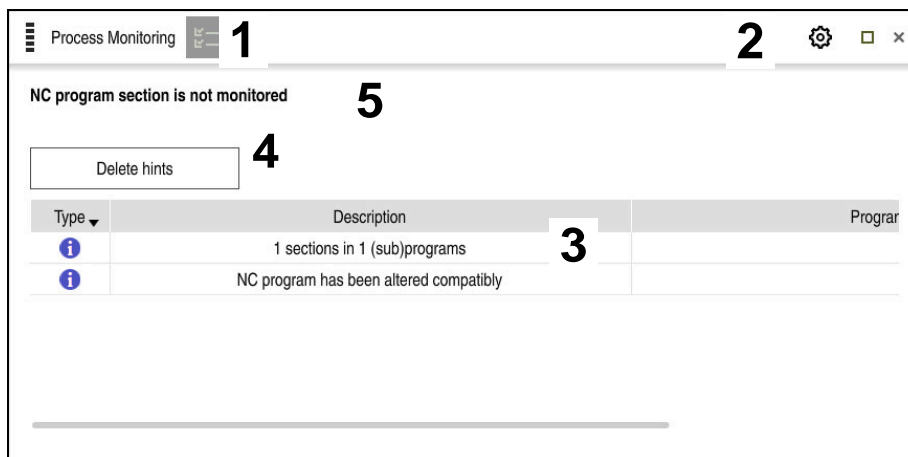 Process Monitoring 1 2
NC program section is not monitored 5
Delete hints 4
Type Description Program
1 sections in 1 (sub)programs 3
NC program has been altered compatibly